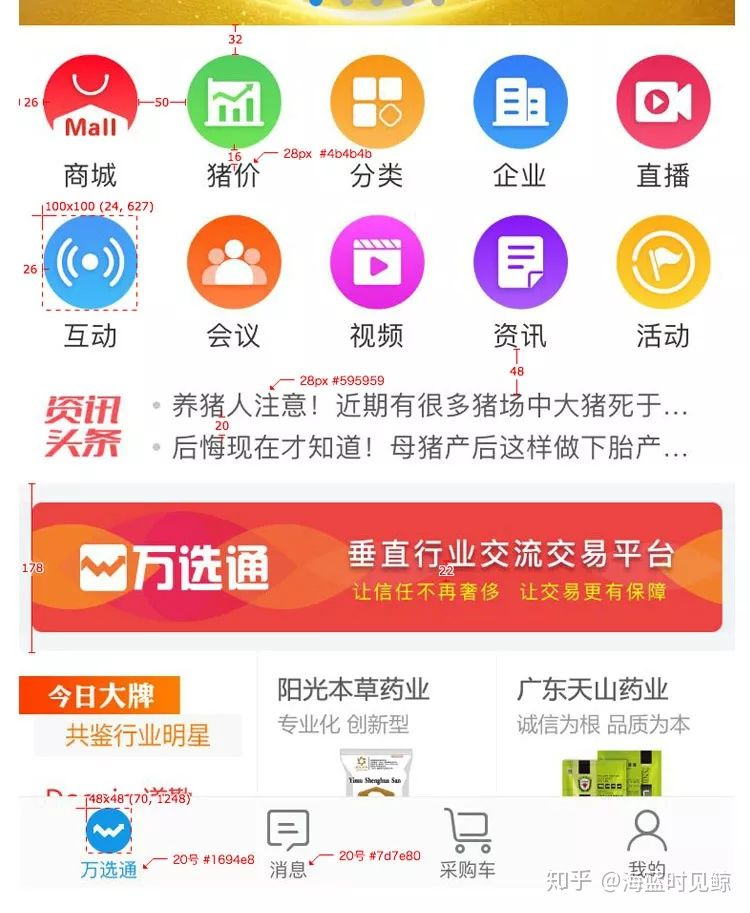 32
26
50
Mall
16
28px #4b4b4b
商城 猪价 分类 企业 直播
100x100 (24, 627)
26
互动 会议 视频 资讯 活动
48
28px #595959
资讯头条
养猪人注意！近期有很多猪场中大猪死于...
20
后悔现在才知道！母猪产后这样做下胎产...
178
万选通
垂直行业交流交易平台
22
让信任不再奢侈 让交易更有保障
今日大牌
共鉴行业明星
阳光本草药业
专业化 创新型
广东天山药业
诚信为根 品质为本
Yimu Shenghua San
48x48 (70, 1248)
万选通
20号 #1694e8
消息
20号 #7d7e80
采购车
我的
知乎 @海蓝时见鲸